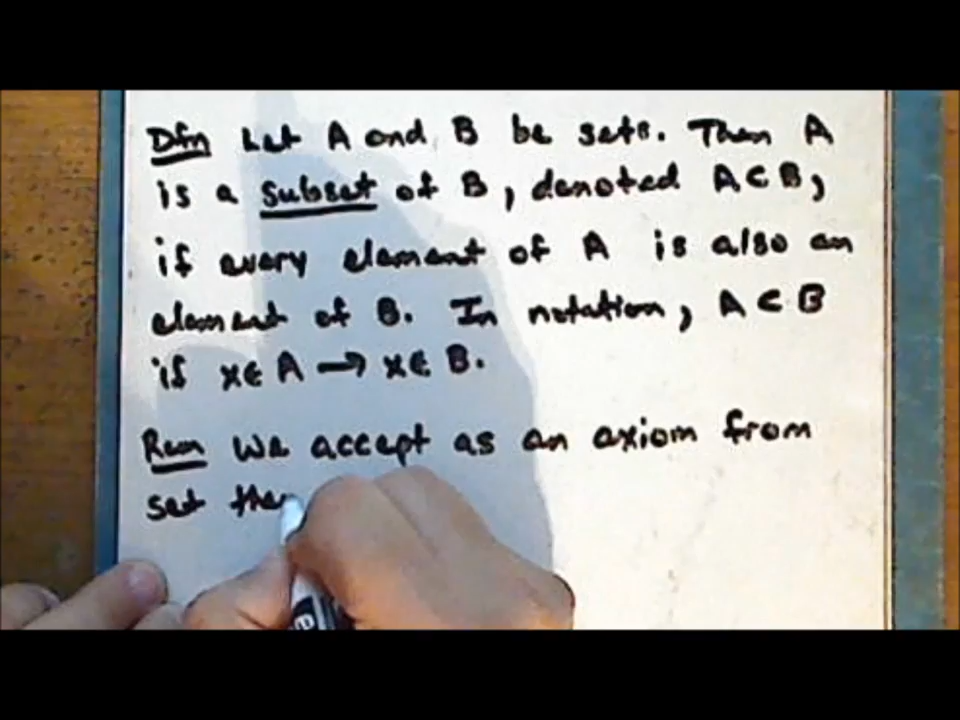 Dfn Let A and B be sets. Then A
is a subset of B, denoted A⊂B,
if every element of A is also an
element of B. In notation, A⊂B
if x∈A → x∈B.
Rem We accept as an axiom from
set theo